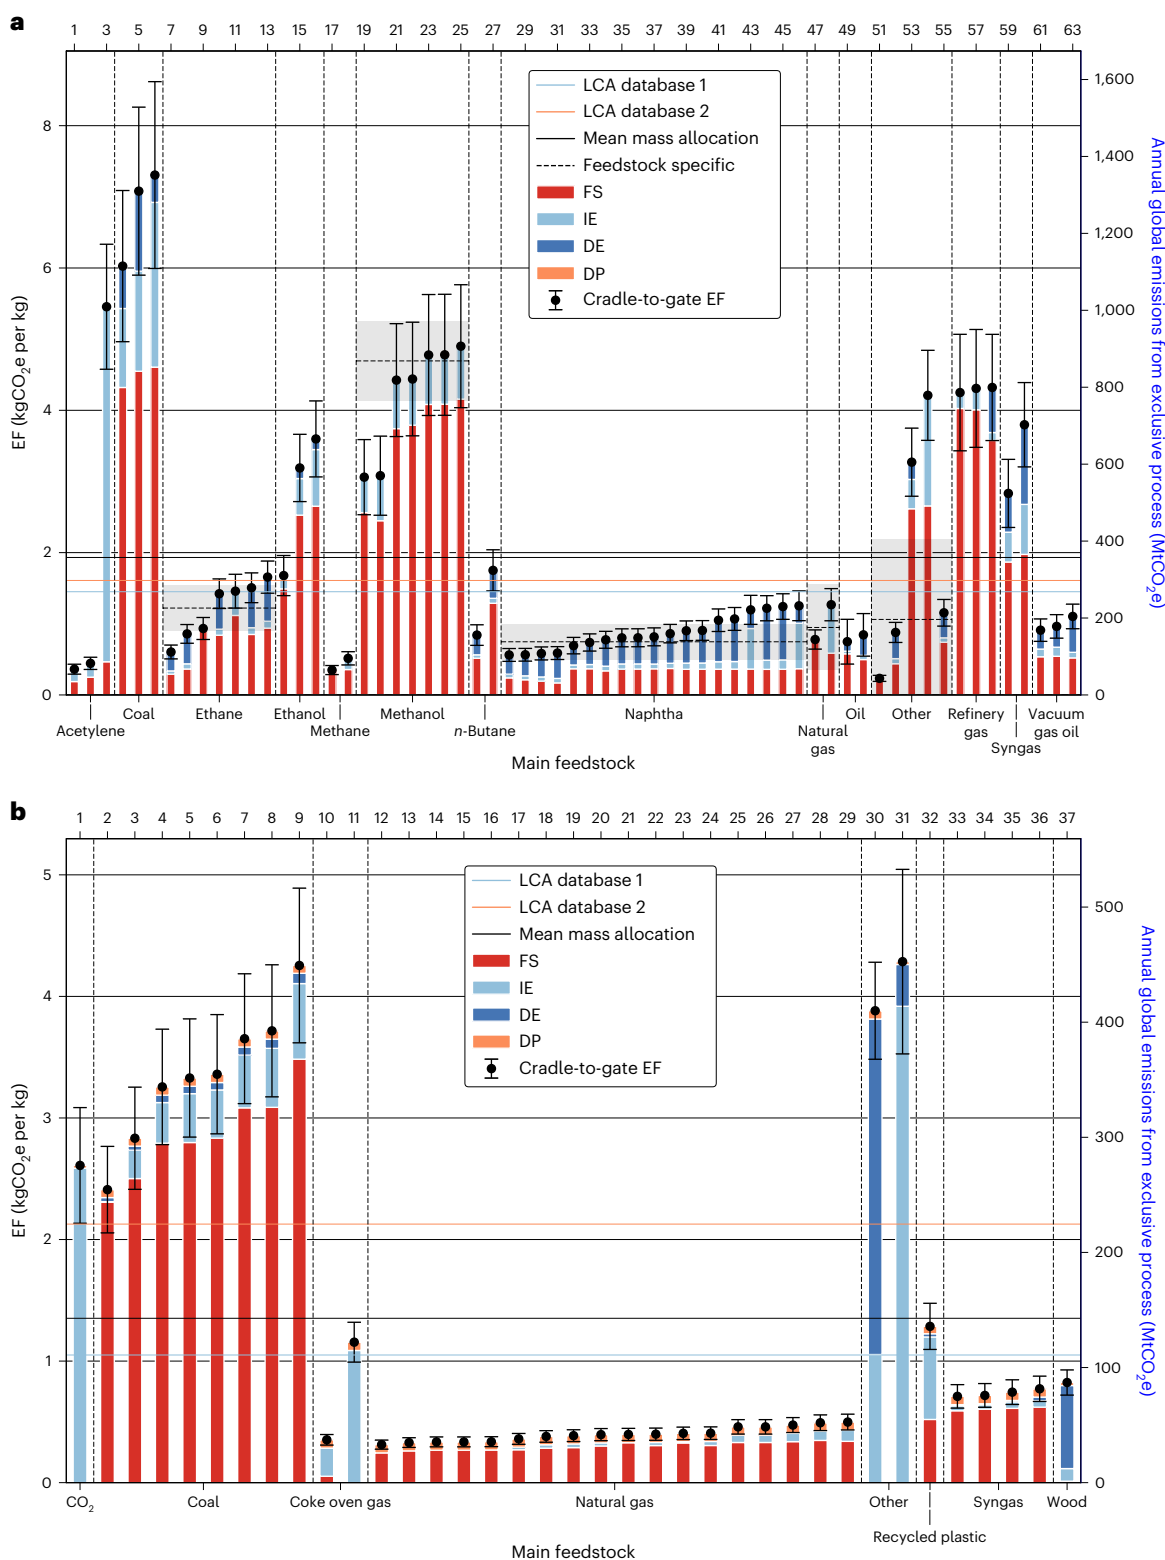 a
1 3 5 7 9 11 13 15 17 19 21 23 25 27 29 31 33 35 37 39 41 43 45 47 49 51 53 55 57 59 61 63
LCA database 1
LCA database 2
Mean mass allocation
Feedstock specific
FS
IE
DE
DP
Cradle-to-gate EF
EF (kgCO2e per kg)
8
6
4
2
0
1,600
1,400
1,200
1,000
800
600
400
200
0
Annual global emissions from exclusive process (MtCO2e)
Acetylene
Coal
Ethane
Ethanol
Methane
Methanol
n-Butane
Naphtha
Natural
gas
Oil
Other
Refinery
gas
Syngas
Vacuum
gas oil
Main feedstock
b
1 2 3 4 5 6 7 8 9 10 11 12 13 14 15 16 17 18 19 20 21 22 23 24 25 26 27 28 29 30 31 32 33 34 35 36 37
LCA database 1
LCA database 2
Mean mass allocation
FS
IE
DE
DP
Cradle-to-gate EF
EF (kgCO2e per kg)
5
4
3
2
1
0
500
400
300
200
100
0
Annual global emissions from exclusive process (MtCO2e)
CO2
Coal
Coke oven gas
Natural gas
Other
Recycled plastic
Syngas
Wood
Main feedstock